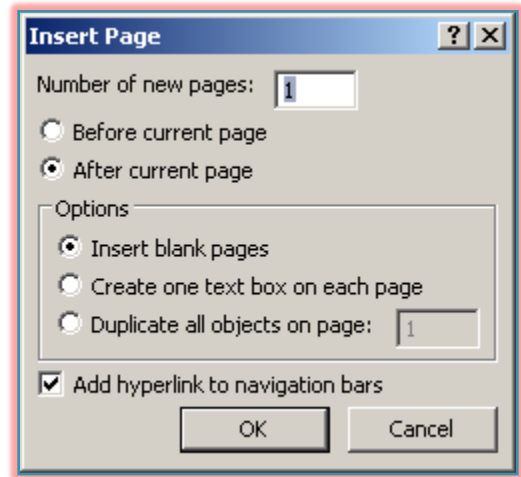 Insert Page
Number of new pages: 1
Before current page
After current page
Options
Insert blank pages
Create one text box on each page
Duplicate all objects on page: 1
Add hyperlink to navigation bars
OK Cancel